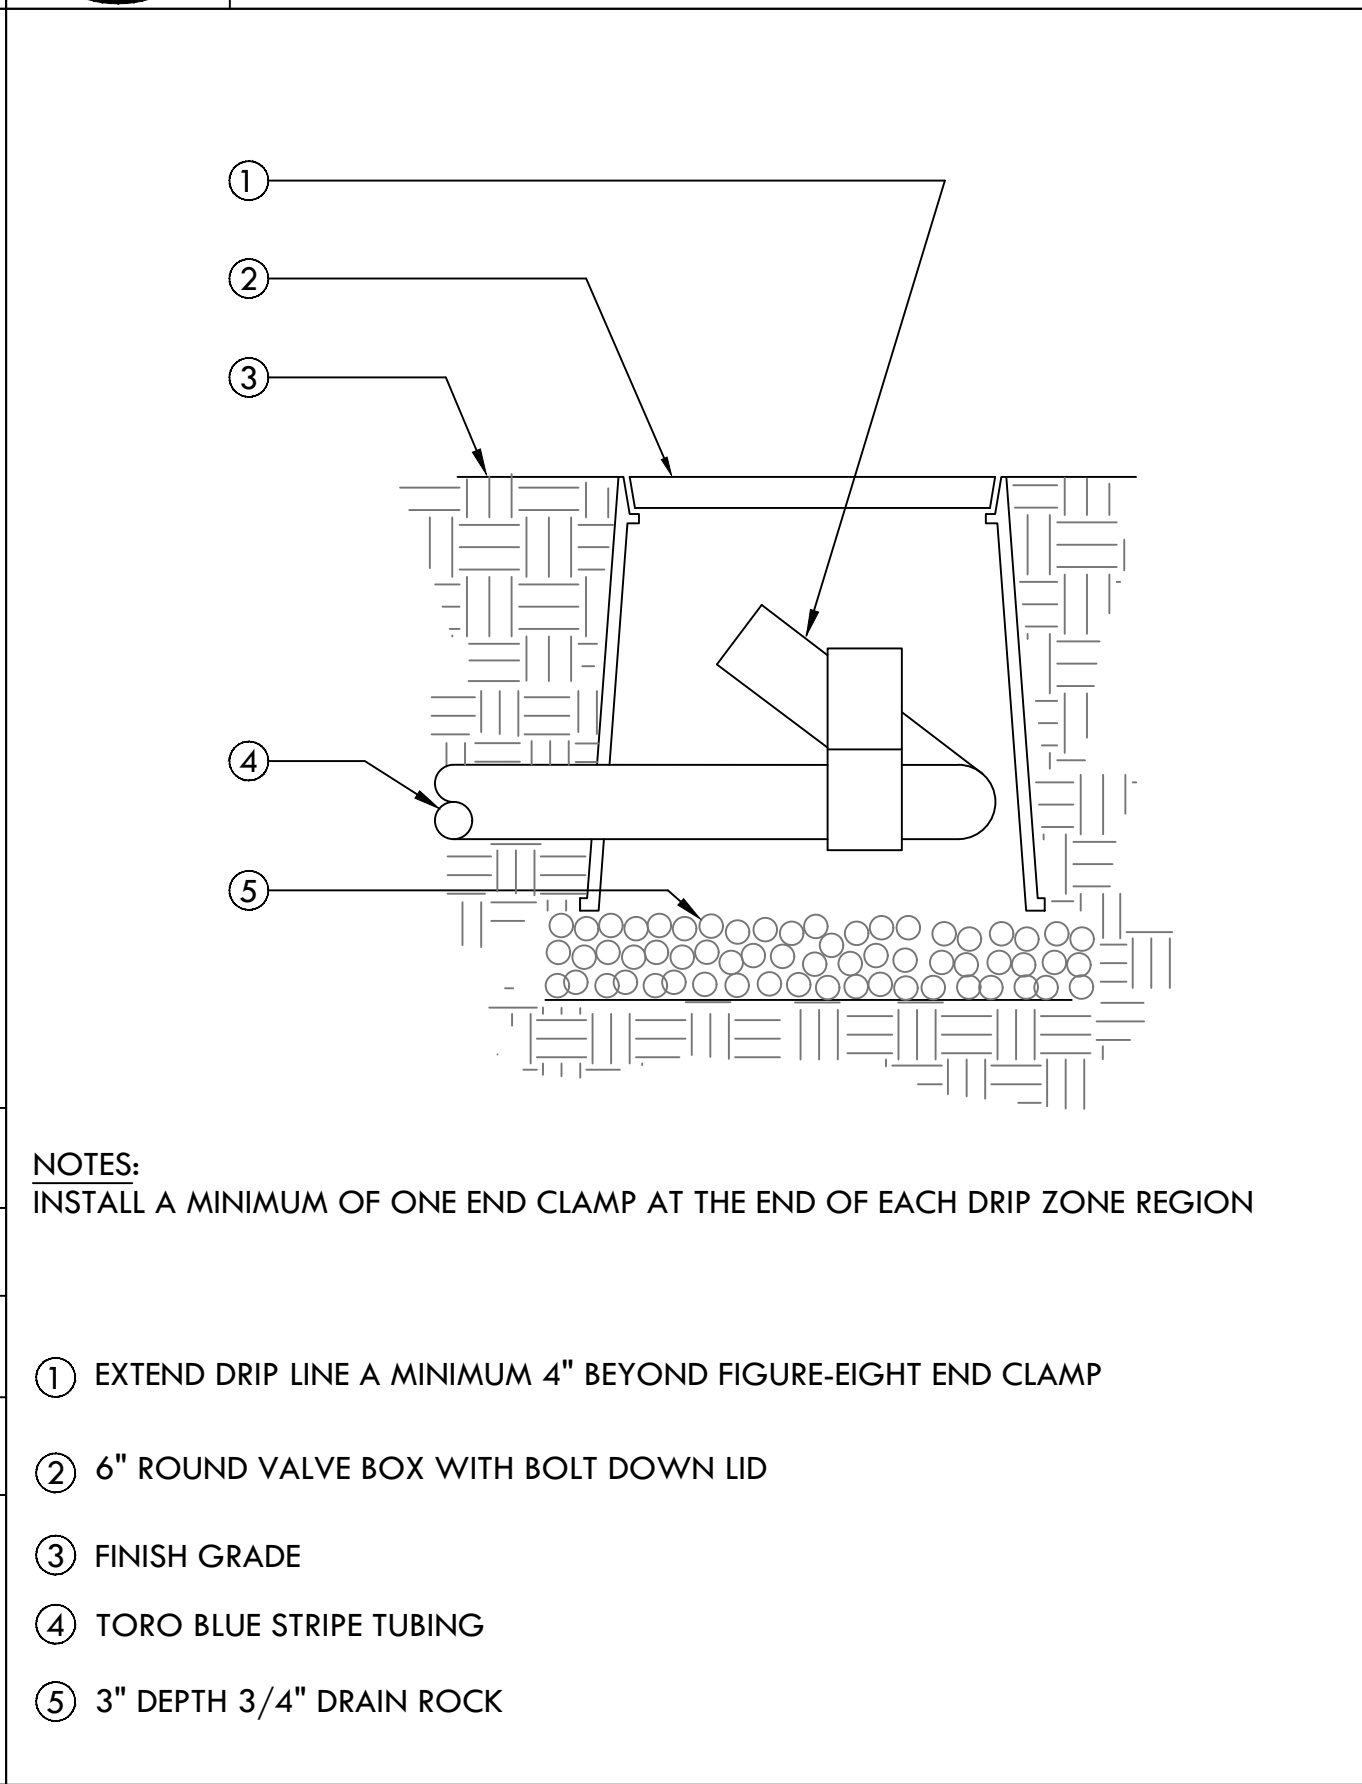 1
2
3
4
5
NOTES:
INSTALL A MINIMUM OF ONE END CLAMP AT THE END OF EACH DRIP ZONE REGION
1 EXTEND DRIP LINE A MINIMUM 4" BEYOND FIGURE-EIGHT END CLAMP
2 6" ROUND VALVE BOX WITH BOLT DOWN LID
3 FINISH GRADE
4 TORO BLUE STRIPE TUBING
5 3" DEPTH 3/4" DRAIN ROCK